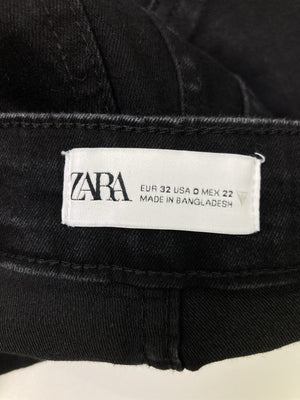 ZARA
EUR 32 USA 0 MEX 22
MADE IN BANGLADESH